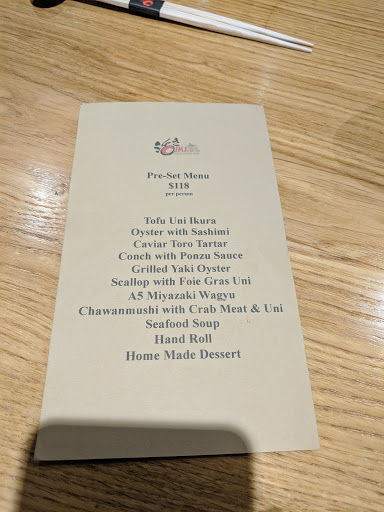 Pre-Set Menu
$118
per person
Tofu Uni Ikura
Oyster with Sashimi
Caviar Toro Tartar
Conch with Ponzu Sauce
Grilled Yaki Oyster
Scallop with Foie Gras Uni
A5 Miyazaki Wagyu
Chawanmushi with Crab Meat & Uni
Seafood Soup
Hand Roll
Home Made Dessert